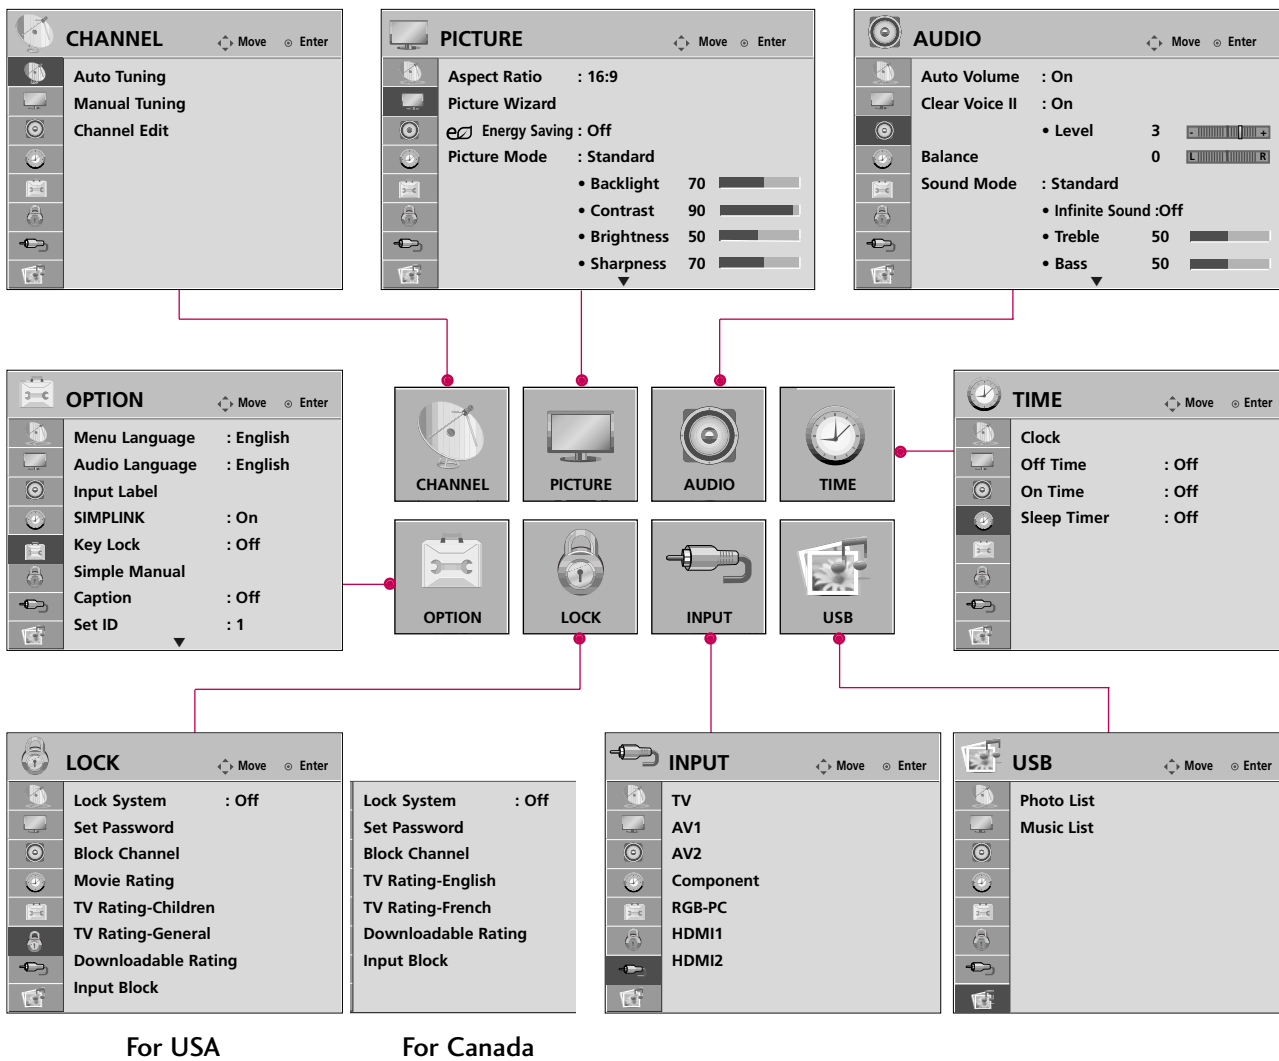 CHANNEL Move Enter
Auto Tuning
Manual Tuning
Channel Edit
PICTURE Move Enter
Aspect Ratio : 16:9
Picture Wizard
Energy Saving : Off
Picture Mode : Standard
• Backlight 70
• Contrast 90
• Brightness 50
• Sharpness 70
AUDIO Move Enter
Auto Volume : On
Clear Voice II : On
• Level 3 - +
Balance 0 L R
Sound Mode : Standard
• Infinite Sound :Off
• Treble 50
• Bass 50
OPTION Move Enter
Menu Language : English
Audio Language : English
Input Label
SIMPLINK : On
Key Lock : Off
Simple Manual
Caption : Off
Set ID : 1
CHANNEL
PICTURE
AUDIO
TIME
OPTION
LOCK
INPUT
USB
TIME Move Enter
Clock
Off Time : Off
On Time : Off
Sleep Timer : Off
LOCK Move Enter
Lock System : Off
Set Password
Block Channel
Movie Rating
TV Rating-Children
TV Rating-General
Downloadable Rating
Input Block
For USA
Lock System : Off
Set Password
Block Channel
TV Rating-English
TV Rating-French
Downloadable Rating
Input Block
For Canada
INPUT Move Enter
TV
AV1
AV2
Component
RGB-PC
HDMI1
HDMI2
USB Move Enter
Photo List
Music List